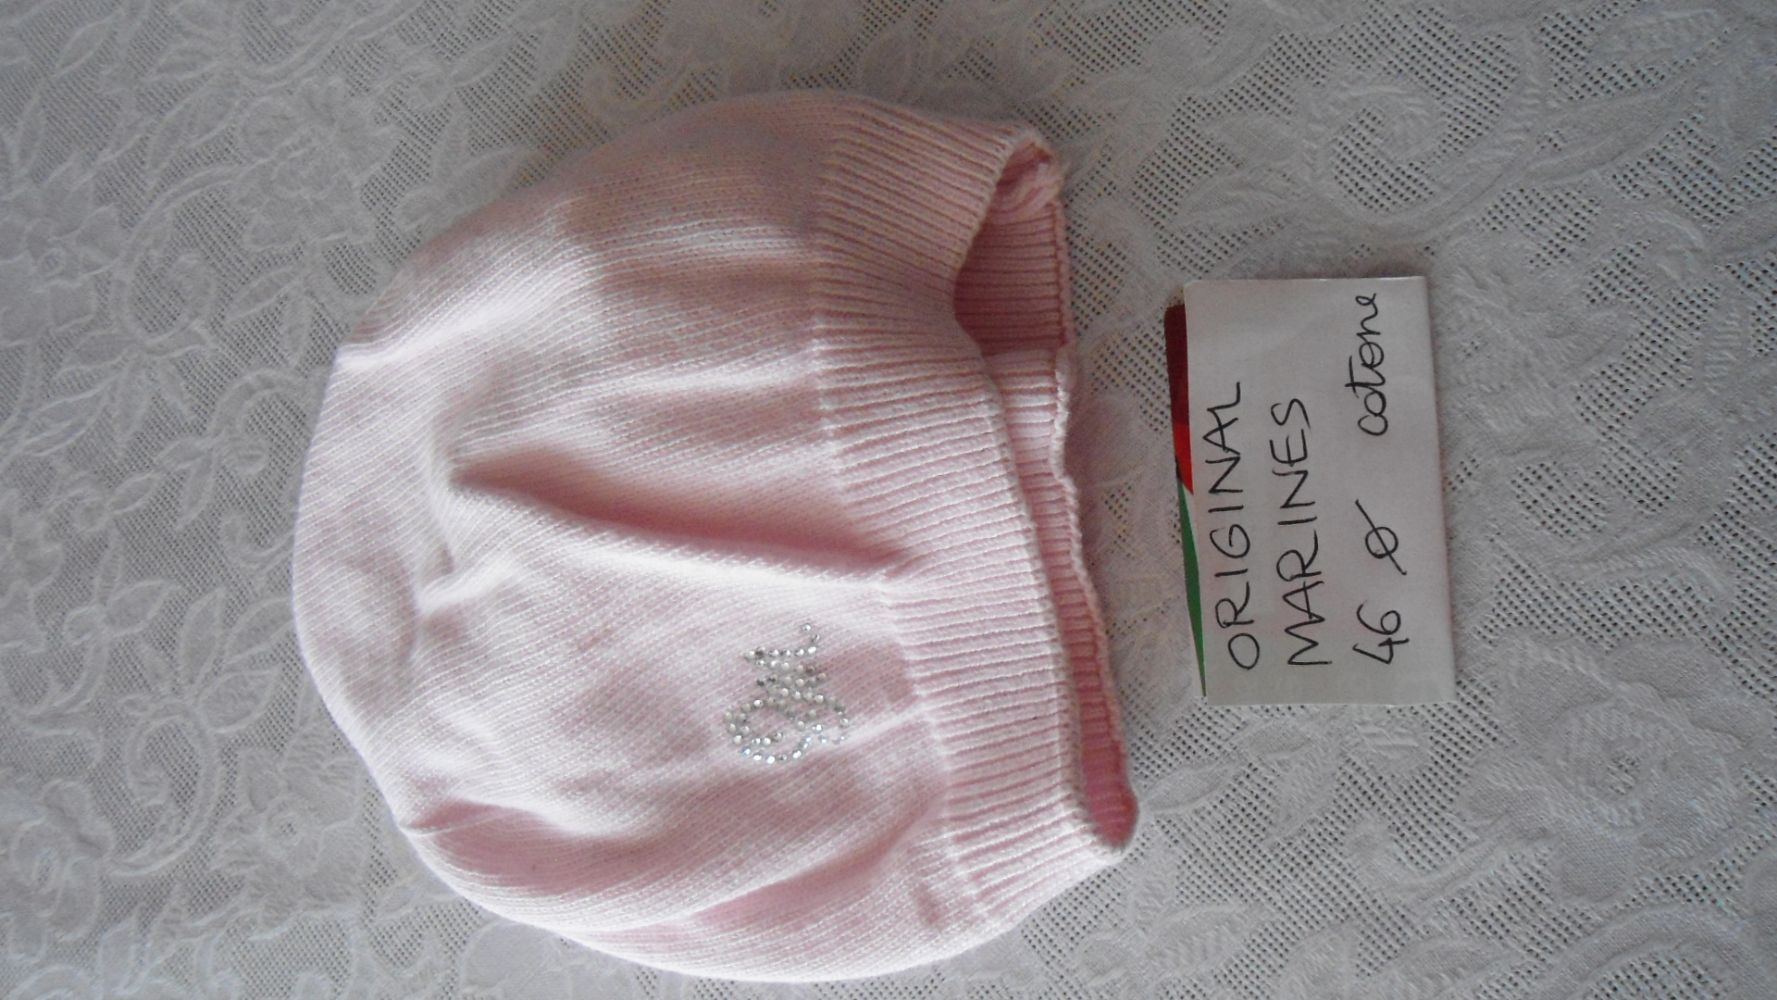 ORIGINAL
MARINES
46 ø cotone